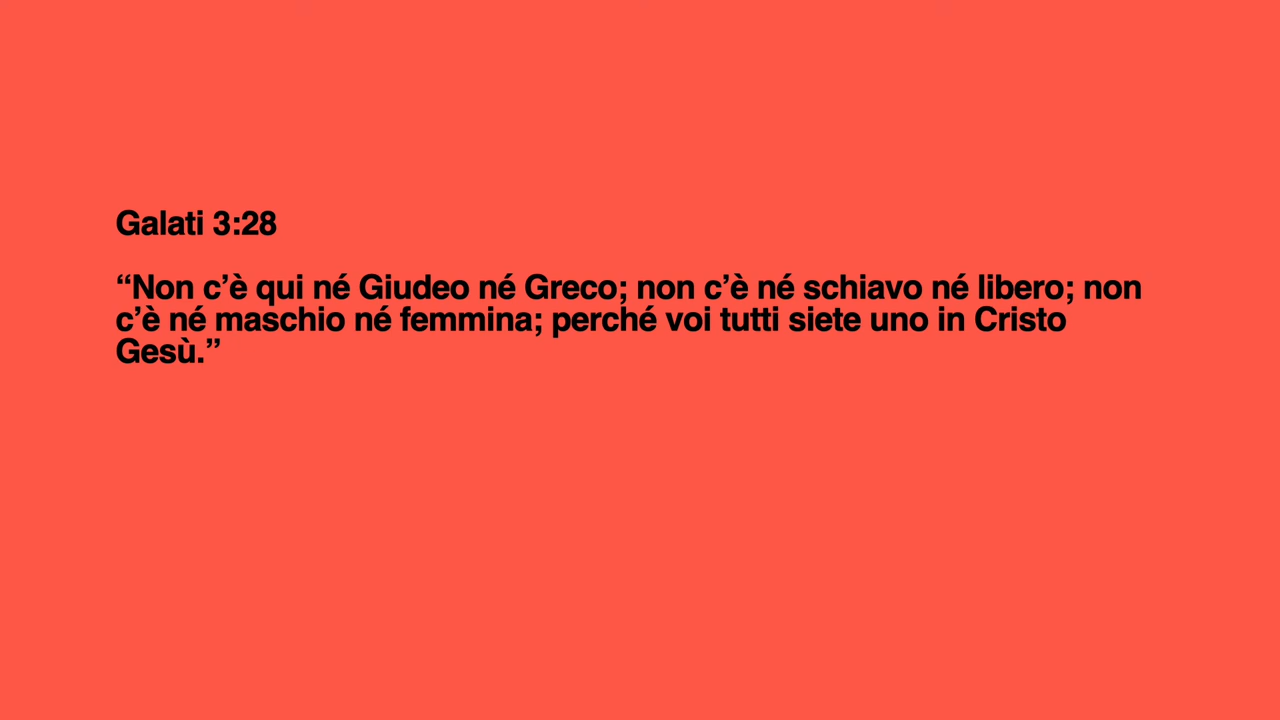 Galati 3:28
“Non c’è qui né Giudeo né Greco; non c’è né schiavo né libero; non
c’è né maschio né femmina; perché voi tutti siete uno in Cristo
Gesù.”